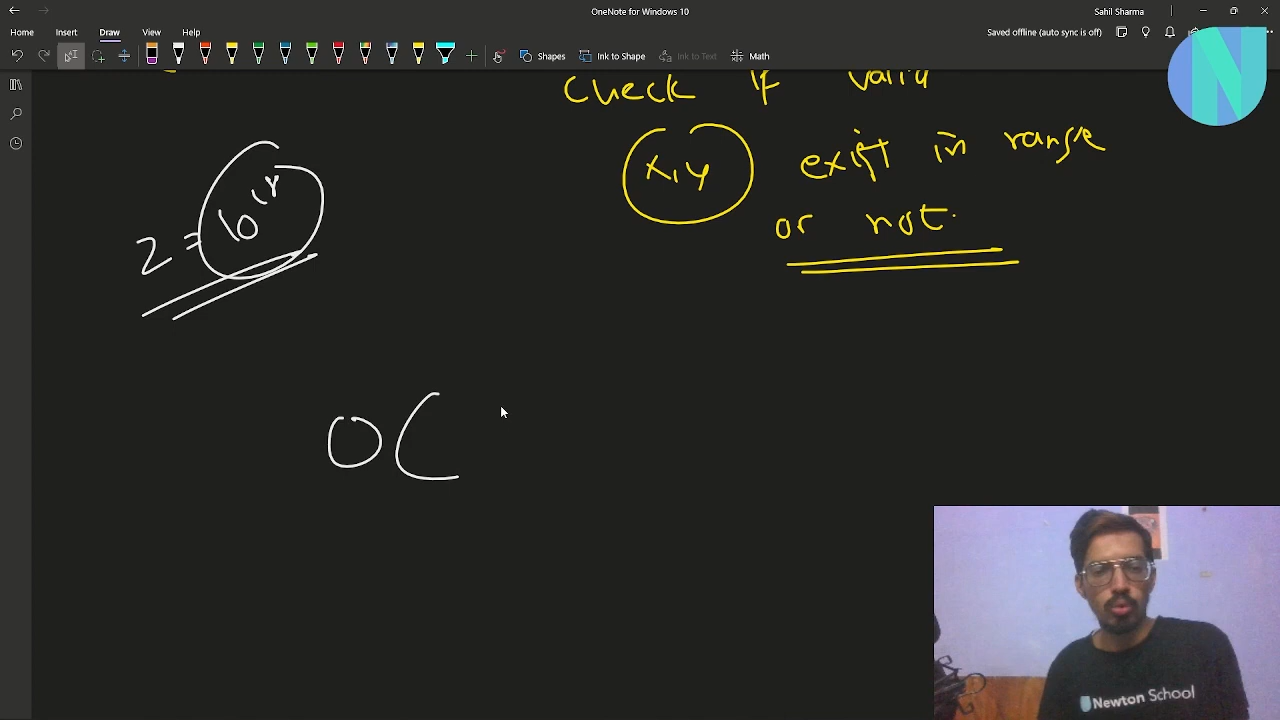 OneNote for Windows 10
Sahil Sharma
Home Insert Draw View Help
Saved offline (auto sync is off)
Shapes Ink to Shape Ink to Text Math
N
check if valid
x, y exist in range
or not.
Z = 10^18
O(
Newton School